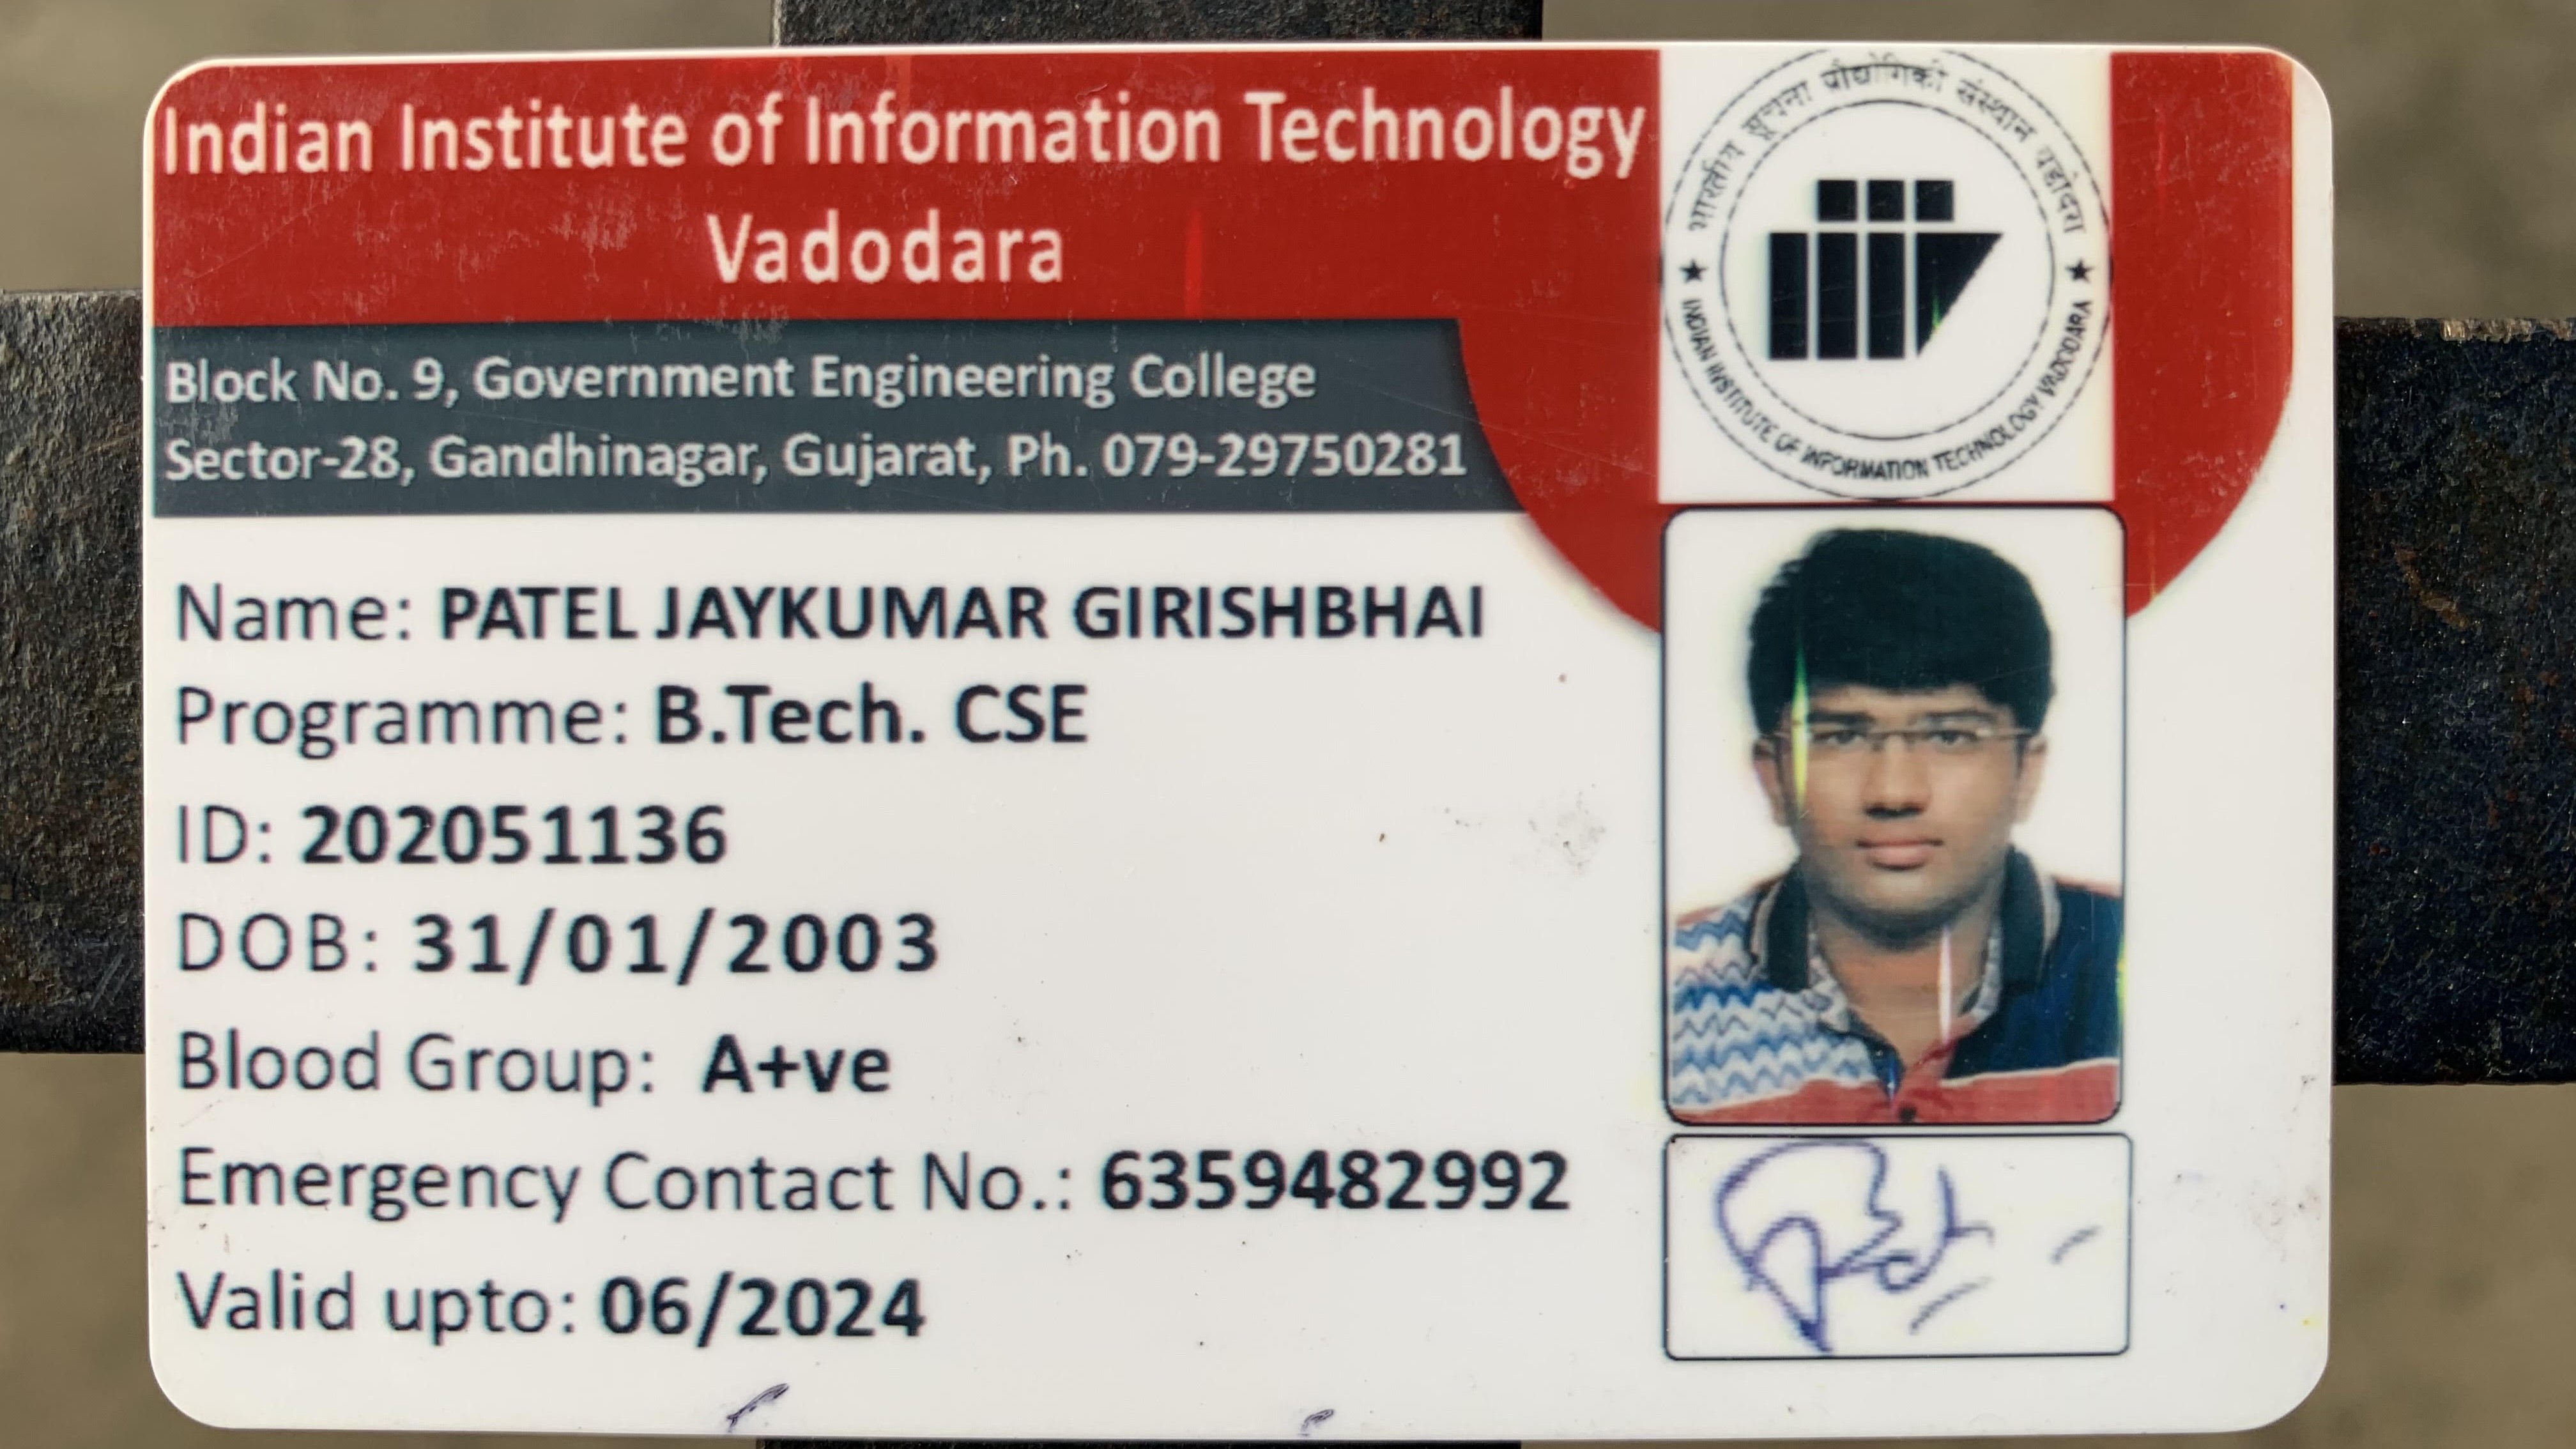 Indian Institute of Information Technology
Vadodara
भारतीय सूचना प्रौद्योगिकी संस्थान वडोदरा
INDIAN INSTITUTE OF INFORMATION TECHNOLOGY VADODARA
Block No. 9, Government Engineering College
Sector-28, Gandhinagar, Gujarat, Ph. 079-29750281
Name: PATEL JAYKUMAR GIRISHBHAI
Programme: B.Tech. CSE
ID: 202051136
DOB: 31/01/2003
Blood Group: A+ve
Emergency Contact No.: 6359482992
Valid upto: 06/2024